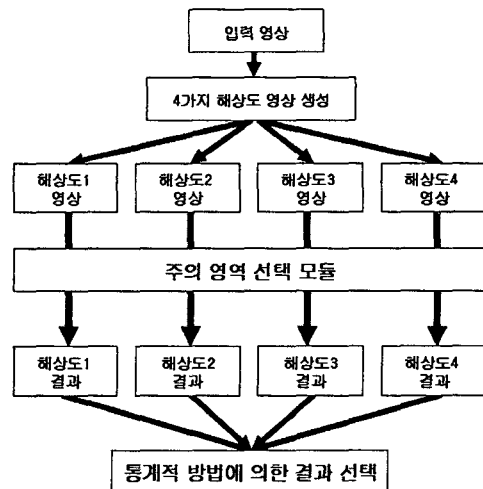 입력 영상
4가지 해상도 영상 생성
해상도1 영상
해상도2 영상
해상도3 영상
해상도4 영상
주의 영역 선택 모듈
해상도1 결과
해상도2 결과
해상도3 결과
해상도4 결과
통계적 방법에 의한 결과 선택